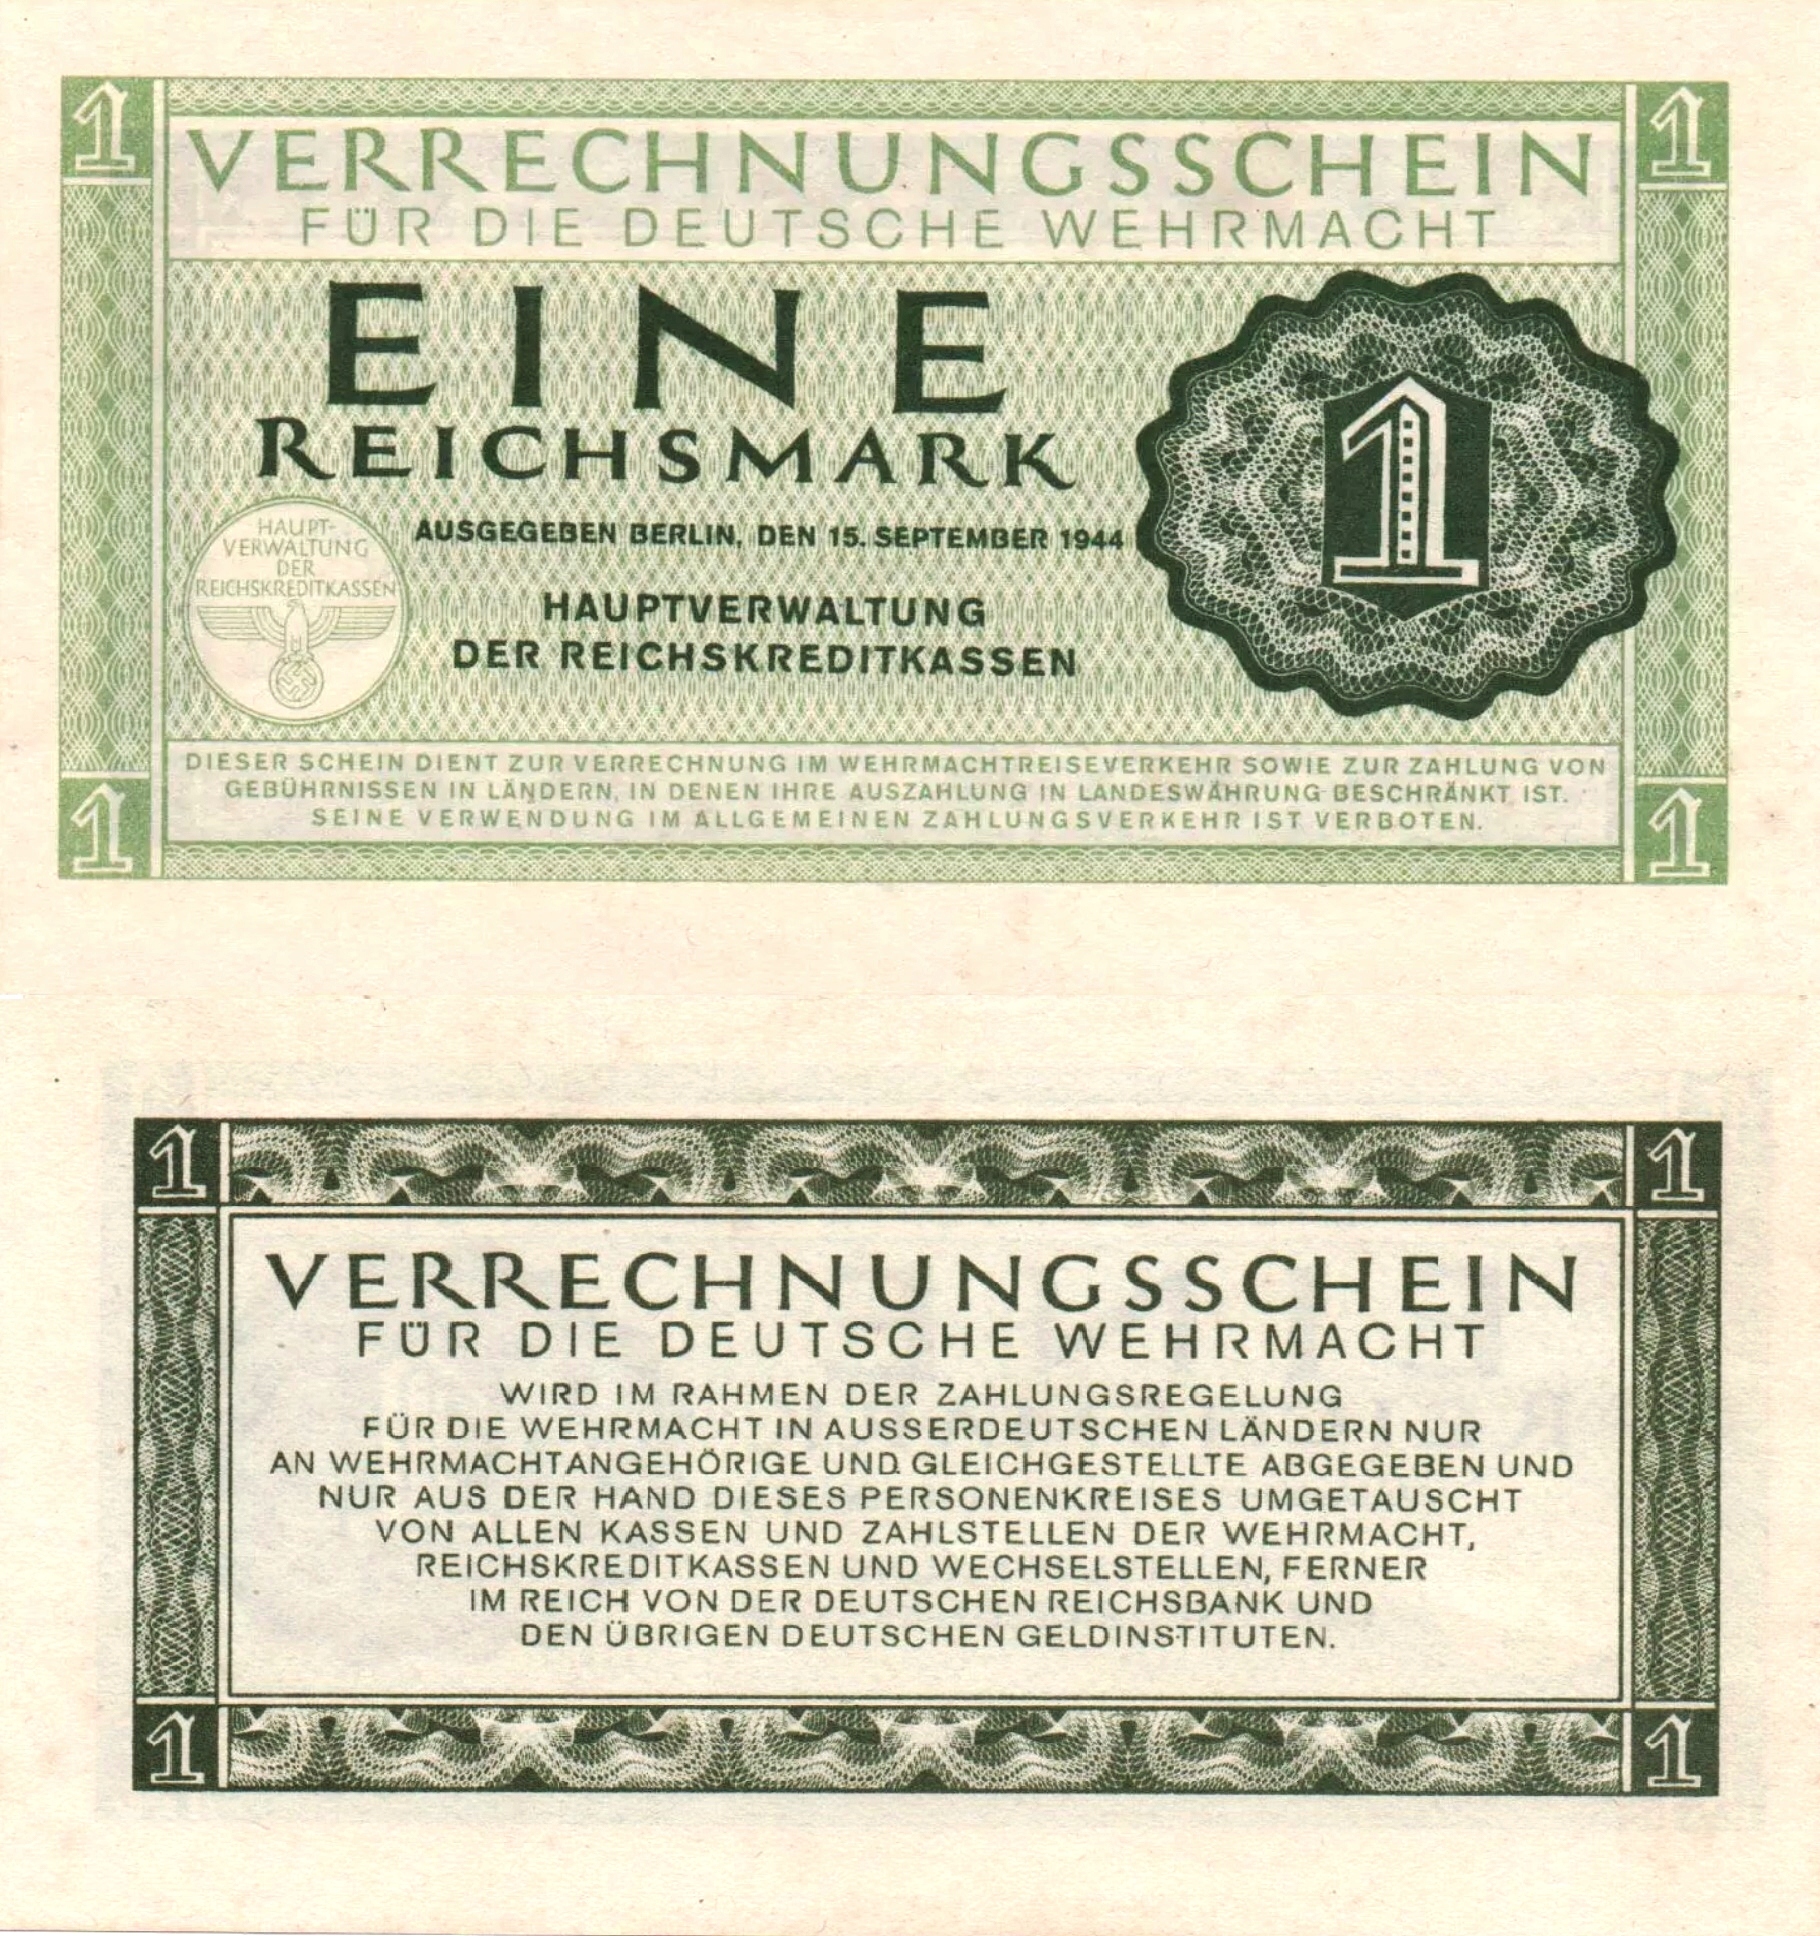 1
1
VERRECHNUNGSSCHEIN
FÜR DIE DEUTSCHE WEHRMACHT
EINE
REICHSMARK
1
HAUPT-
VERWALTUNG
DER
REICHSKREDITKASSEN
AUSGEGEBEN BERLIN, DEN 15. SEPTEMBER 1944
HAUPTVERWALTUNG
DER REICHSKREDITKASSEN
DIESER SCHEIN DIENT ZUR VERRECHNUNG IM WEHRMACHTREISEVERKEHR SOWIE ZUR ZAHLUNG VON
GEBÜHRNISSEN IN LÄNDERN, IN DENEN IHRE AUSZAHLUNG IN LANDESWÄHRUNG BESCHRÄNKT IST.
SEINE VERWENDUNG IM ALLGEMEINEN ZAHLUNGSVERKEHR IST VERBOTEN.
1
1
1
1
VERRECHNUNGSSCHEIN
FÜR DIE DEUTSCHE WEHRMACHT
WIRD IM RAHMEN DER ZAHLUNGSREGELUNG
FÜR DIE WEHRMACHT IN AUSSERDEUTSCHEN LÄNDERN NUR
AN WEHRMACHTANGEHÖRIGE UND GLEICHGESTELLTE ABGEGEBEN UND
NUR AUS DER HAND DIESES PERSONENKREISES UMGETAUSCHT
VON ALLEN KASSEN UND ZAHLSTELLEN DER WEHRMACHT,
REICHSKREDITKASSEN UND WECHSELSTELLEN, FERNER
IM REICH VON DER DEUTSCHEN REICHSBANK UND
DEN ÜBRIGEN DEUTSCHEN GELDINSTITUTEN.
1
1